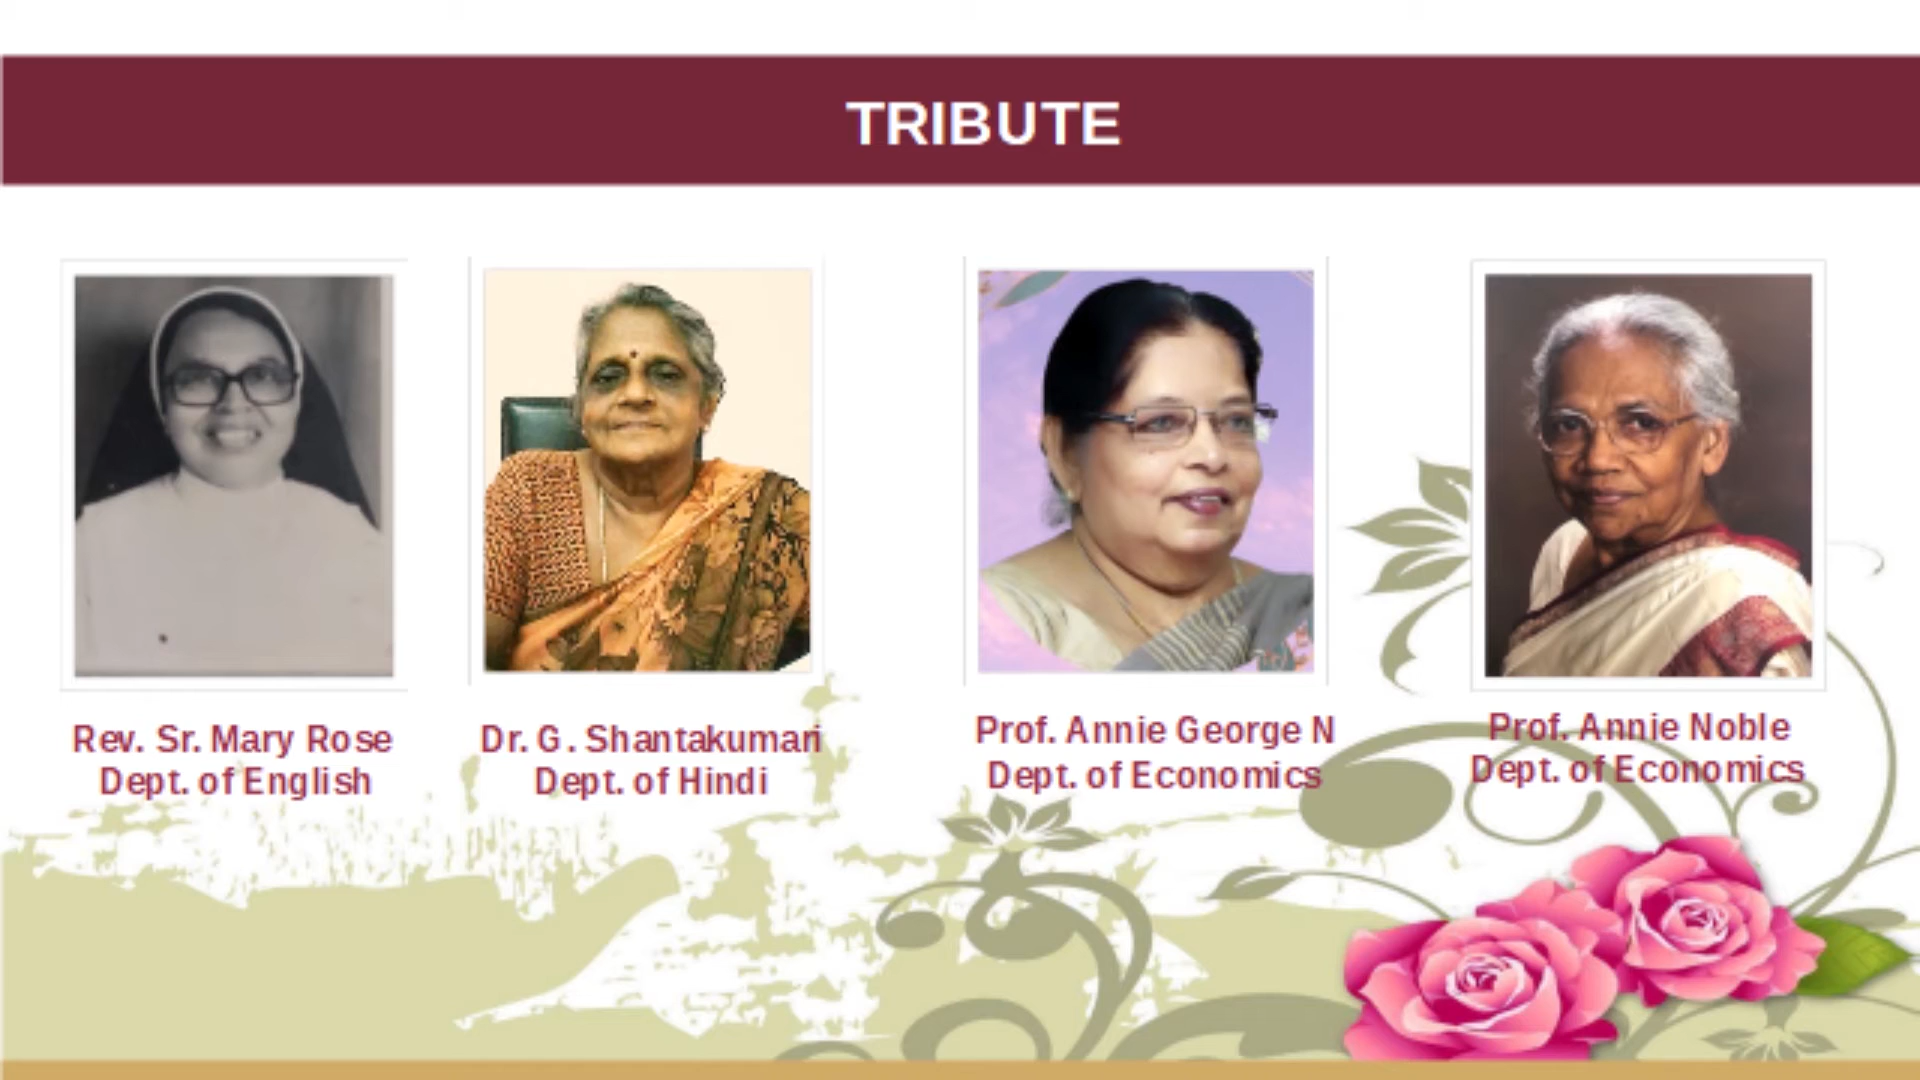 TRIBUTE
Rev. Sr. Mary Rose
Dept. of English
Dr. G. Shantakumari
Dept. of Hindi
Prof. Annie George N
Dept. of Economics
Prof. Annie Noble
Dept. of Economics